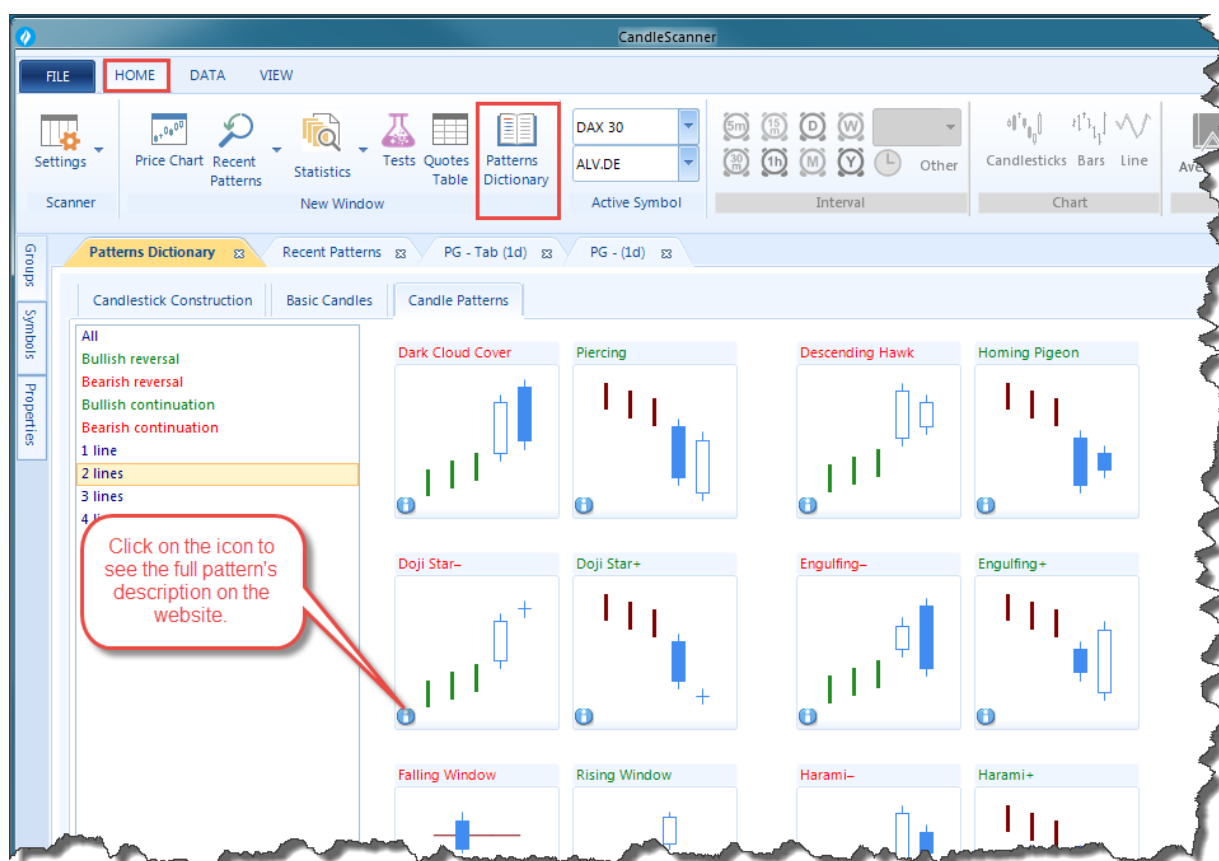 CandleScanner
FILE HOME DATA VIEW
Settings
Price Chart
Recent
Patterns
Statistics
Tests
Quotes
Table
Patterns
Dictionary
DAX 30
ALV.DE
5m 15 m D W
30 m 1h M Y Other
Candlesticks Bars Line
Scanner New Window Active Symbol Interval Chart
Groups
Symbols
Properties
Patterns Dictionary Recent Patterns PG - Tab (1d) PG - (1d)
Candlestick Construction Basic Candles Candle Patterns
All
Bullish reversal
Bearish reversal
Bullish continuation
Bearish continuation
1 line
2 lines
3 lines
Click on the icon to
see the full pattern's
description on the
website.
Dark Cloud Cover Piercing Descending Hawk Homing Pigeon
Doji Star– Doji Star+ Engulfing– Engulfing+
Falling Window Rising Window Harami– Harami+